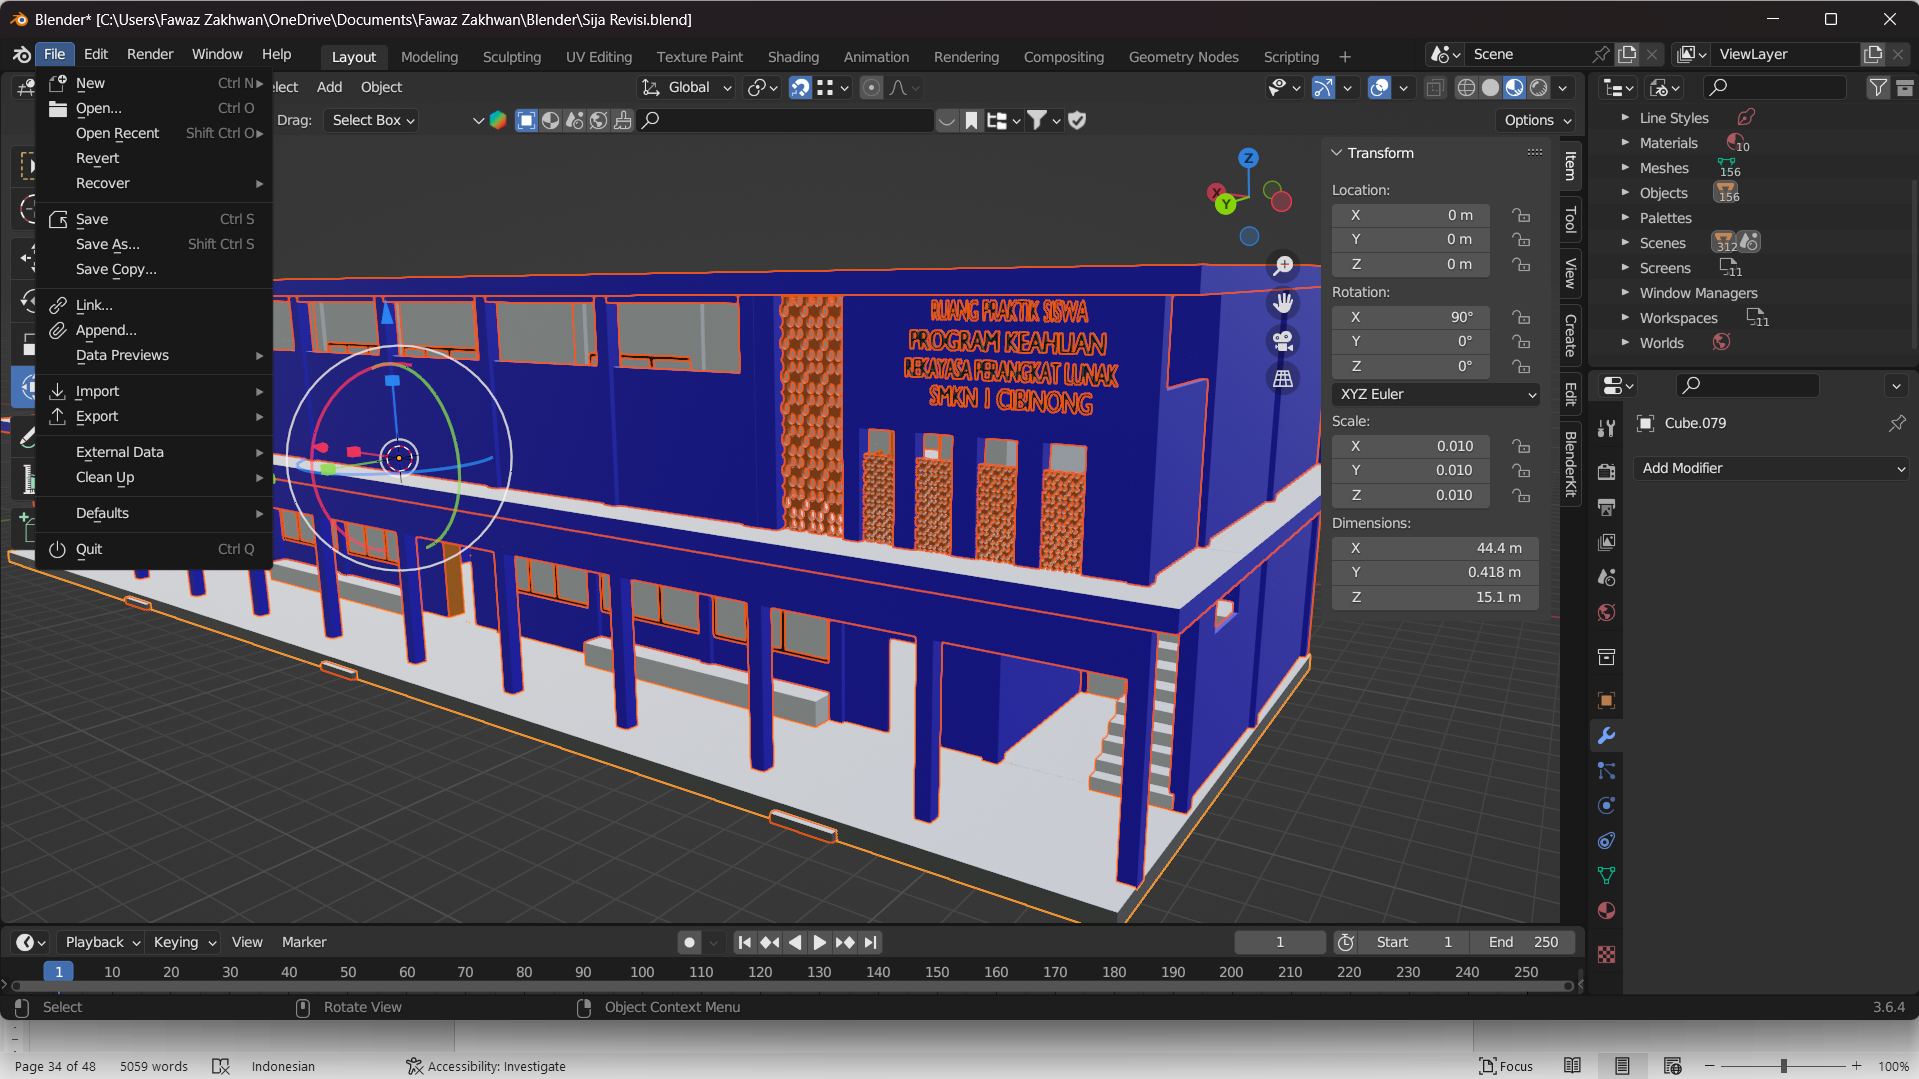 Blender* [C:\Users\Fawaz Zakhwan\OneDrive\Documents\Fawaz Zakhwan\Blender\Sija Revisi.blend]
File Edit Render Window Help Layout Modeling Sculpting UV Editing Texture Paint Shading Animation Rendering Compositing Geometry Nodes Scripting + Scene ViewLayer
New Ctrl N
Open... Ctrl O
Open Recent Shift Ctrl O
Revert
Recover
Save Ctrl S
Save As... Shift Ctrl S
Save Copy...
Link...
Append...
Data Previews
Import
Export
External Data
Clean Up
Defaults
Quit Ctrl Q
lect Add Object Global
Drag: Select Box Options
Z
X
Y
RUANG PRAKTIK SISWA
PROGRAM KEAHLIAN
REKAYASA PERANGKAT LUNAK
SMKN 1 CIBINONG
Transform
Location:
X 0 m
Y 0 m
Z 0 m
Rotation:
X 90°
Y 0°
Z 0°
XYZ Euler
Scale:
X 0.010
Y 0.010
Z 0.010
Dimensions:
X 44.4 m
Y 0.418 m
Z 15.1 m
Item
Tool
View
Create
Edit
BlenderKit
Line Styles
Materials 10
Meshes 156
Objects 156
Palettes
Scenes 312
Screens 11
Window Managers
Workspaces 11
Worlds
Cube.079
Add Modifier
Playback Keying View Marker 1 Start 1 End 250
1 10 20 30 40 50 60 70 80 90 100 110 120 130 140 150 160 170 180 190 200 210 220 230 240 250
Select Rotate View Object Context Menu 3.6.4
Page 34 of 48 5059 words Indonesian Accessibility: Investigate Focus 100%